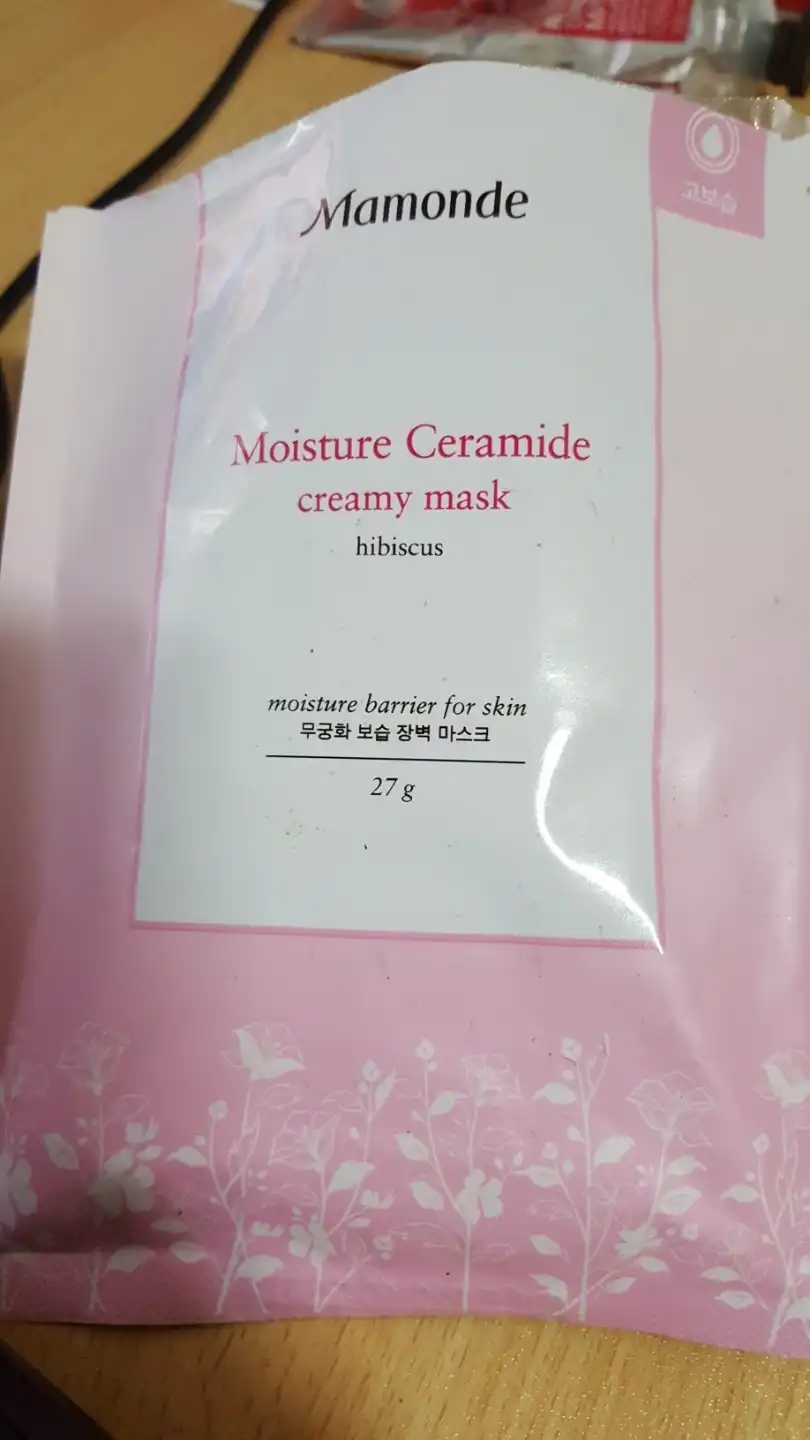 Mamonde
고보습
Moisture Ceramide
creamy mask
hibiscus
moisture barrier for skin
무궁화 보습 장벽 마스크
27 g